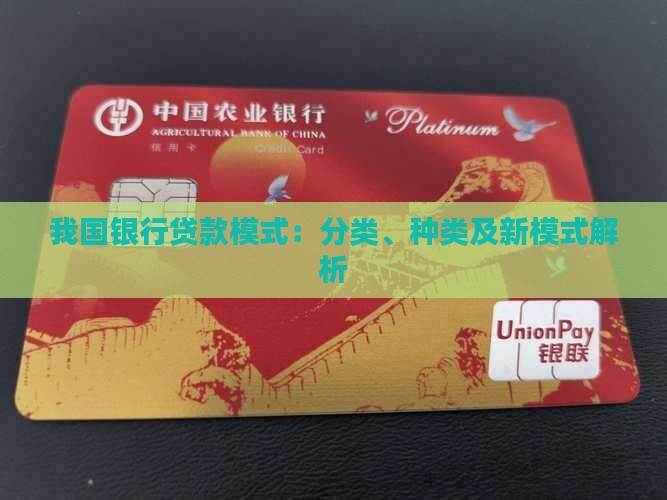 中国农业银行
Platinum
AGRICULTURAL BANK OF CHINA
信用卡
Credit Card
我国银行贷款模式：分类、种类及新模式解
析
UnionPay
银联